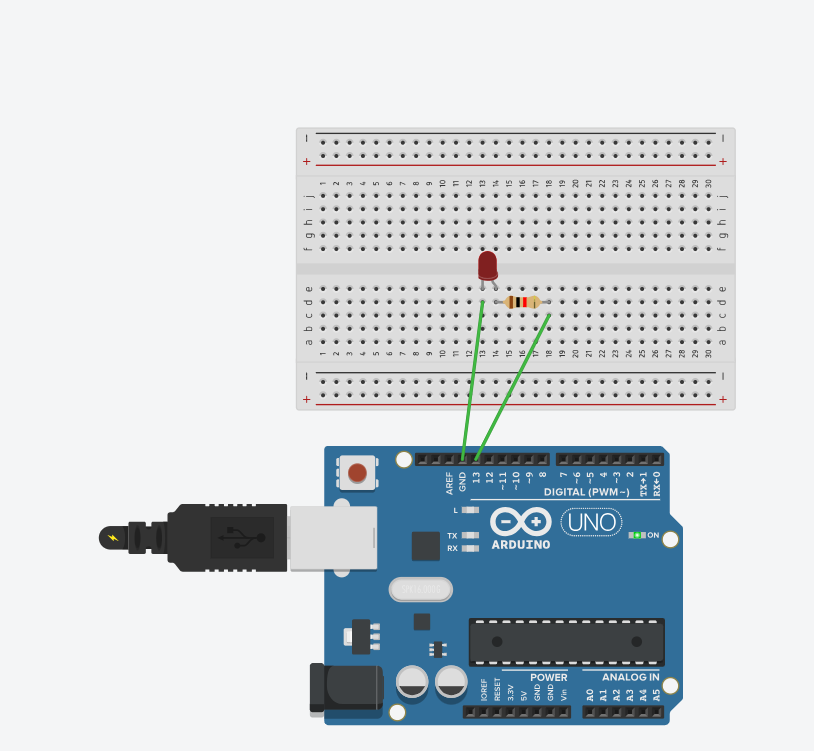 − −
+ +
1 2 3 4 5 6 7 8 9 10 11 12 13 14 15 16 17 18 19 20 21 22 23 24 25 26 27 28 29 30
j j
i i
h h
g g
f f
e e
d d
c c
b b
a a
1 2 3 4 5 6 7 8 9 10 11 12 13 14 15 16 17 18 19 20 21 22 23 24 25 26 27 28 29 30
− −
+ +
AREF GND 13 12 ~11 ~10 ~9 8 7 ~6 ~5 4 ~3 2 TX→1 RX←0
DIGITAL (PWM~)
L
TX
RX
ARDUINO
UNO
ON
POWER
ANALOG IN
IOREF RESET 3.3V 5V GND GND Vin A0 A1 A2 A3 A4 A5